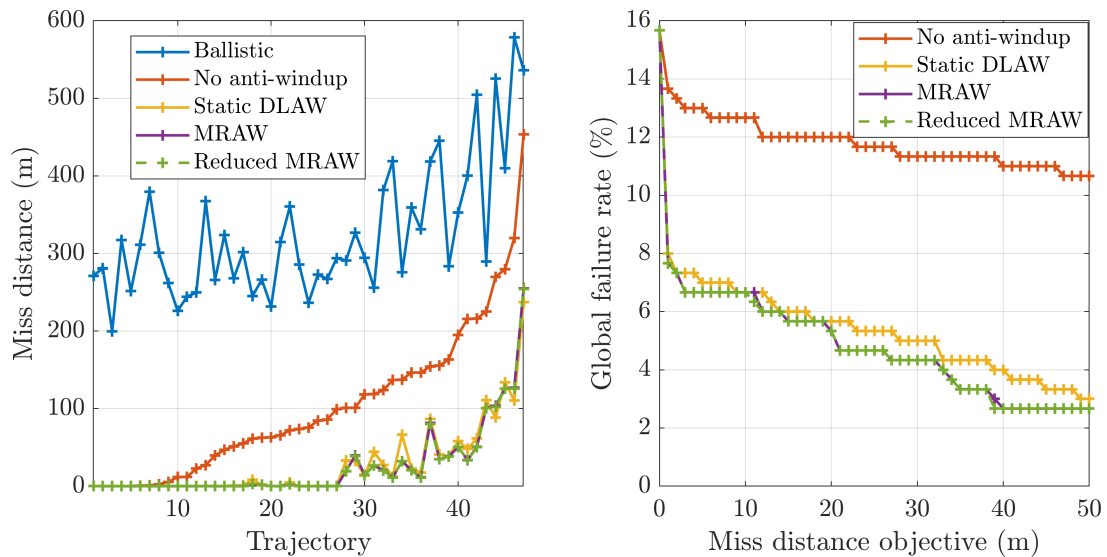 600
500
400
300
200
100
0
Miss distance (m)
Ballistic
No anti-windup
Static DLAW
MRAW
Reduced MRAW
10
20
30
40
Trajectory
16
14
12
10
8
6
4
2
0
Global failure rate (%)
No anti-windup
Static DLAW
MRAW
Reduced MRAW
0
10
20
30
40
50
Miss distance objective (m)